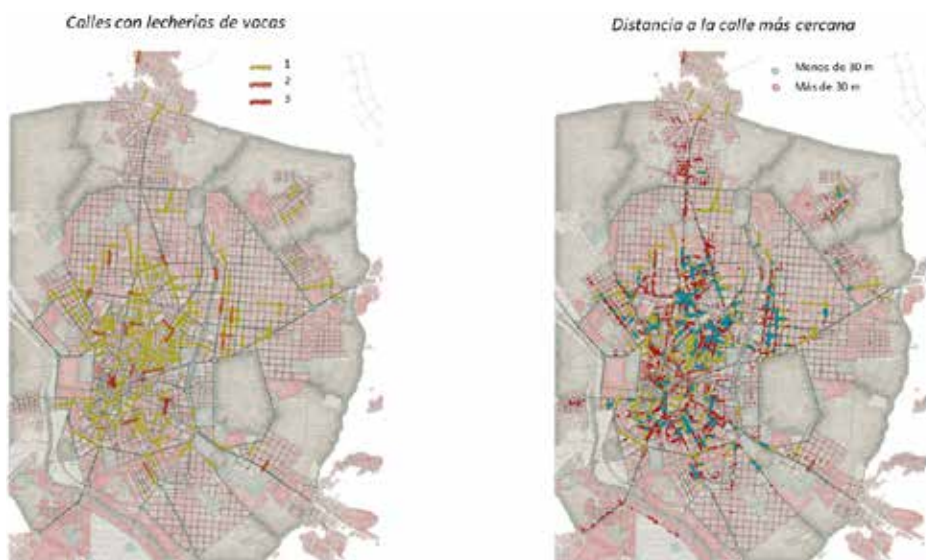 Calles con lecherías de vacas
1
2
3
Distancia a la calle más cercana
Menos de 30 m
Más de 30 m